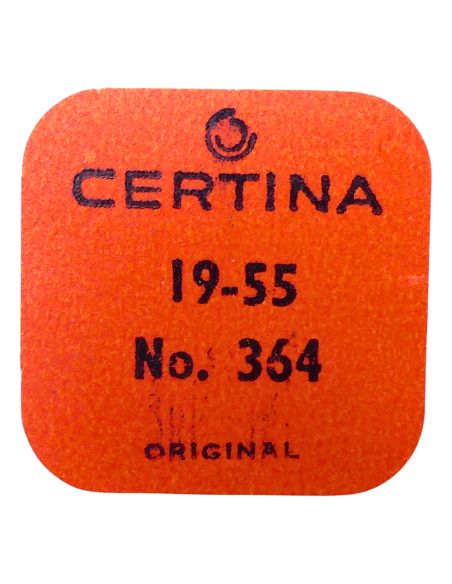 CERTINA
19-55
No. 364
ORIGINAL